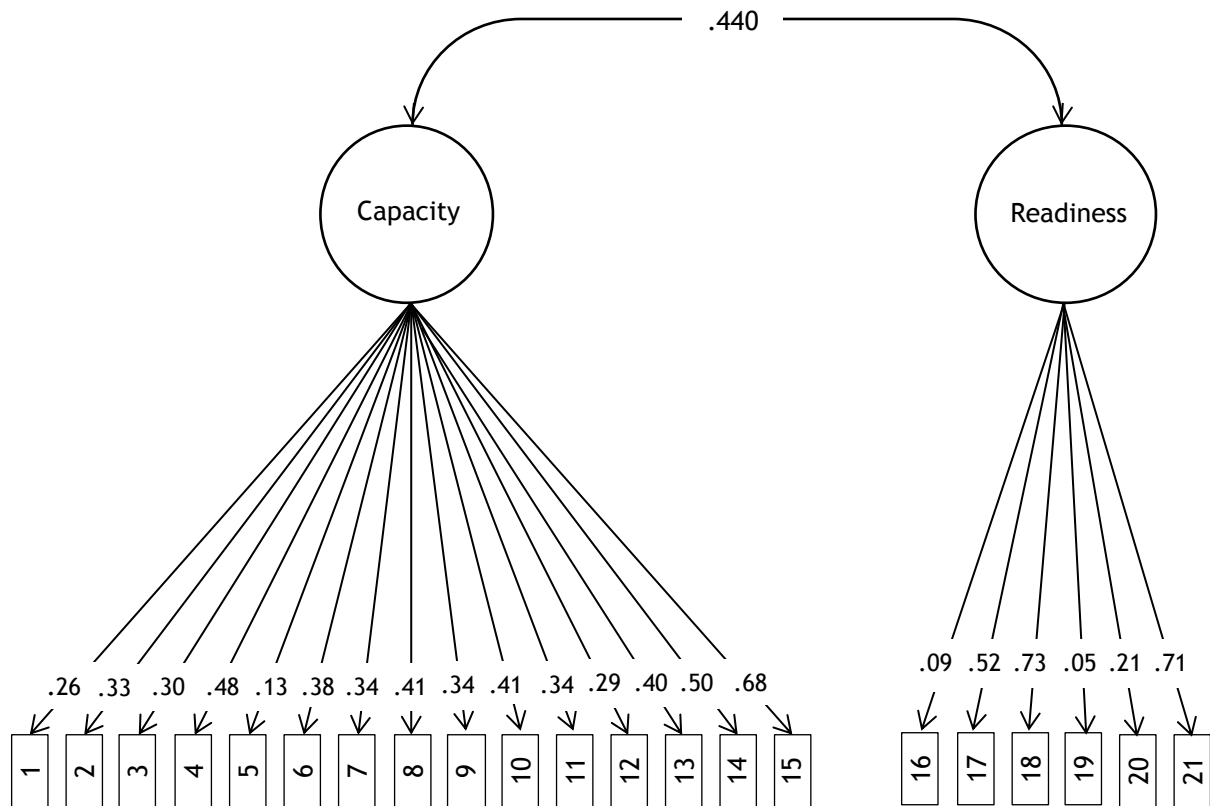 .440
Capacity
Readiness
.26 .33 .30 .48 .13 .38 .34 .41 .34 .41 .34 .29 .40 .50 .68
.09 .52 .73 .05 .21 .71
1 2 3 4 5 6 7 8 9 10 11 12 13 14 15
16 17 18 19 20 21